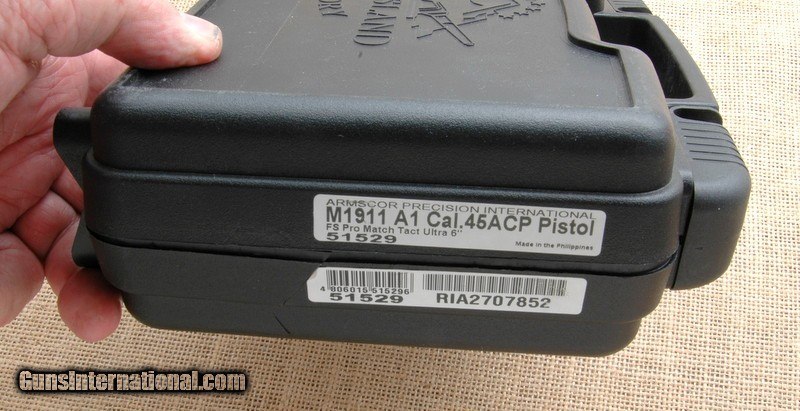 ISLAND
ARMSCOR PRECISION INTERNATIONAL
M1911 A1 Cal.45ACP Pistol
FS Pro Match Tact Ultra 6"
51529
Made in the Philippines
4 806015 515296
51529
RIA2707852
GunsInternational.com